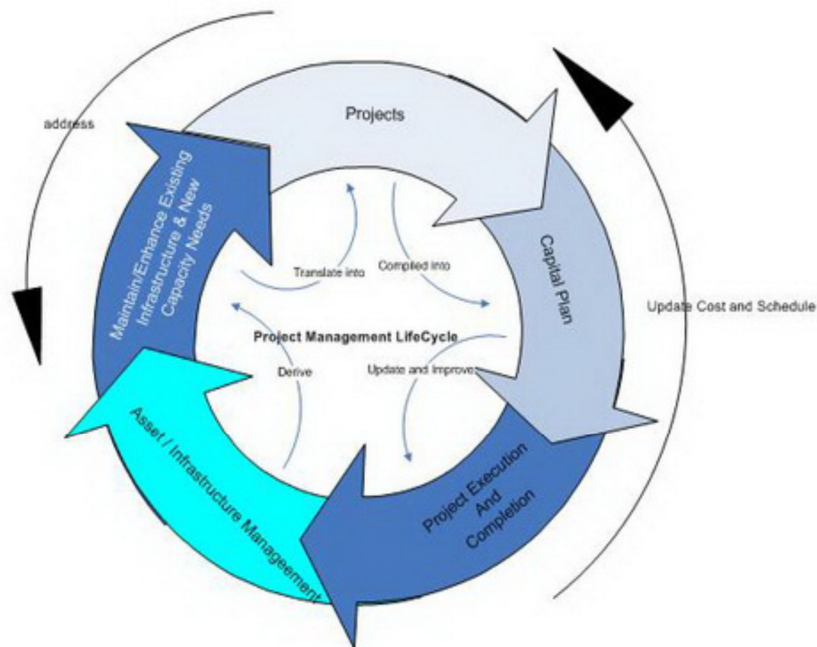 Projects
address
Maintain/Enhance Existing
Infrastructure & New
Capacity Needs
Capital Plan
Translate into
Compiled into
Update Cost and Schedule
Project Management LifeCycle
Derive
Update and Improve
Asset / Infrastructure Manageement
Project Execution
And
Completion